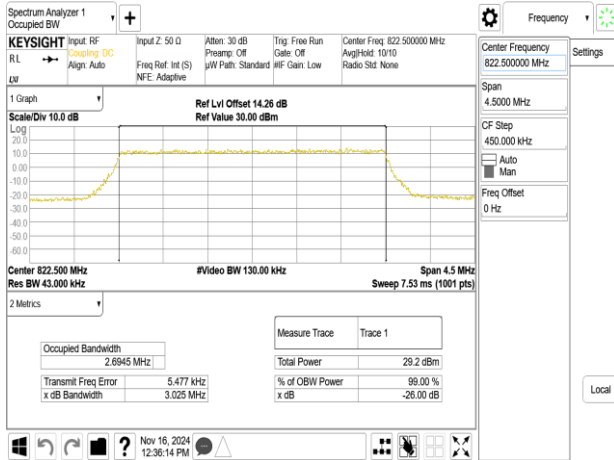 Spectrum Analyzer 1
Occupied BW
Frequency
KEYSIGHT
RL
Input: RF
Coupling: DC
Align: Auto
Input Z: 50 Ω
Freq Ref: Int (S)
NFE: Adaptive
Atten: 30 dB
Preamp: Off
µW Path: Standard
Trig: Free Run
Gate: Off
#IF Gain: Low
Center Freq: 822.500000 MHz
Avg|Hold: 10/10
Radio Std: None
Center Frequency
822.500000 MHz
Settings
Span
4.5000 MHz
CF Step
450.000 kHz
Auto
Man
Freq Offset
0 Hz
Local
1 Graph
Scale/Div 10.0 dB
Ref Lvl Offset 14.26 dB
Ref Value 30.00 dBm
Log
20.0
10.0
0.00
-10.0
-20.0
-30.0
-40.0
-50.0
-60.0
Center 822.500 MHz
Res BW 43.000 kHz
#Video BW 130.00 kHz
Span 4.5 MHz
Sweep 7.53 ms (1001 pts)
2 Metrics
Measure Trace Trace 1
Occupied Bandwidth
2.6945 MHz
Total Power 29.2 dBm
Transmit Freq Error 5.477 kHz
% of OBW Power 99.00 %
x dB Bandwidth 3.025 MHz
x dB -26.00 dB
?
Nov 16, 2024
12:36:14 PM